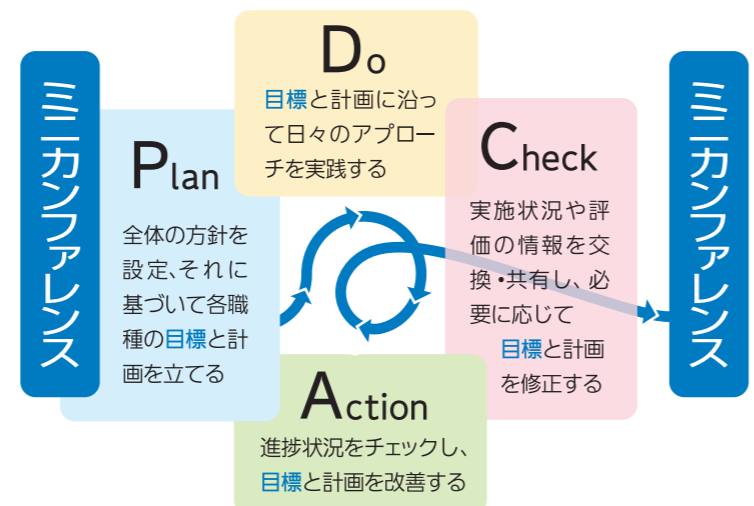 ミニカンファレンス
Plan
全体の方針を
設定、それに
基づいて各職
種の目標と計
画を立てる
Do
目標と計画に沿っ
て日々のアプロー
チを実践する
Check
実施状況や評
価の情報を交
換・共有し、必
要に応じて
目標と計画
を修正する
Action
進捗状況をチェックし、
目標と計画を改善する
ミニカンファレンス